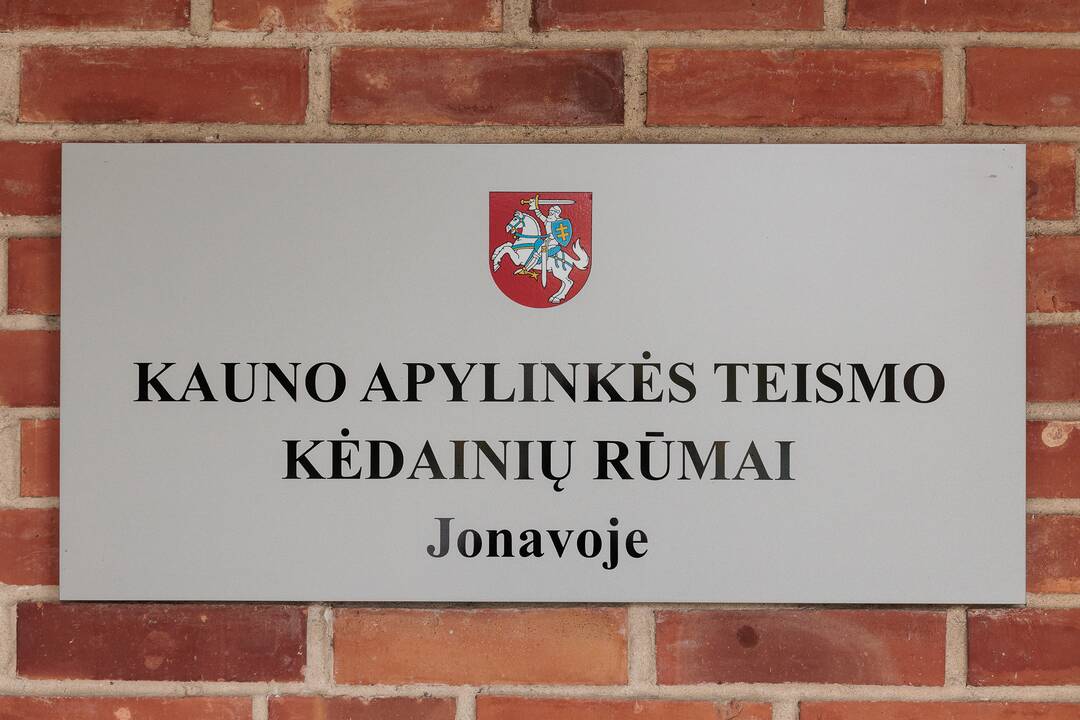 KAUNO APYLINKĖS TEISMO
KĖDAINIŲ RŪMAI
Jonavoje